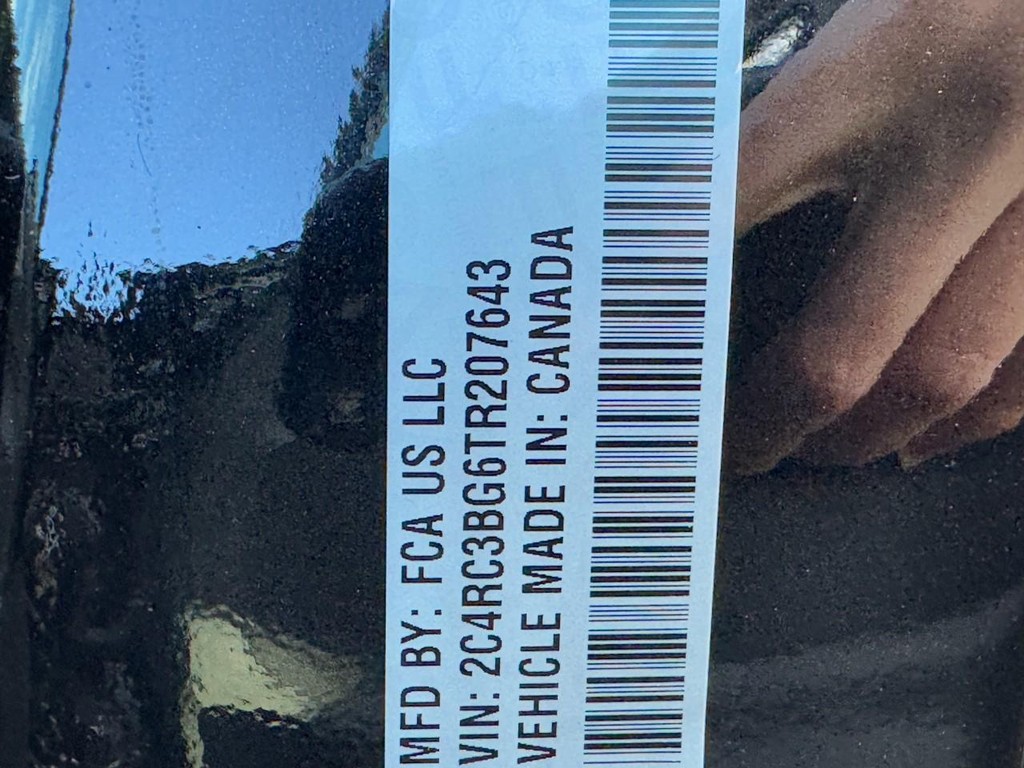 MFD BY: FCA US LLC
VIN: 2C4RC3BG6TR207643
VEHICLE MADE IN: CANADA